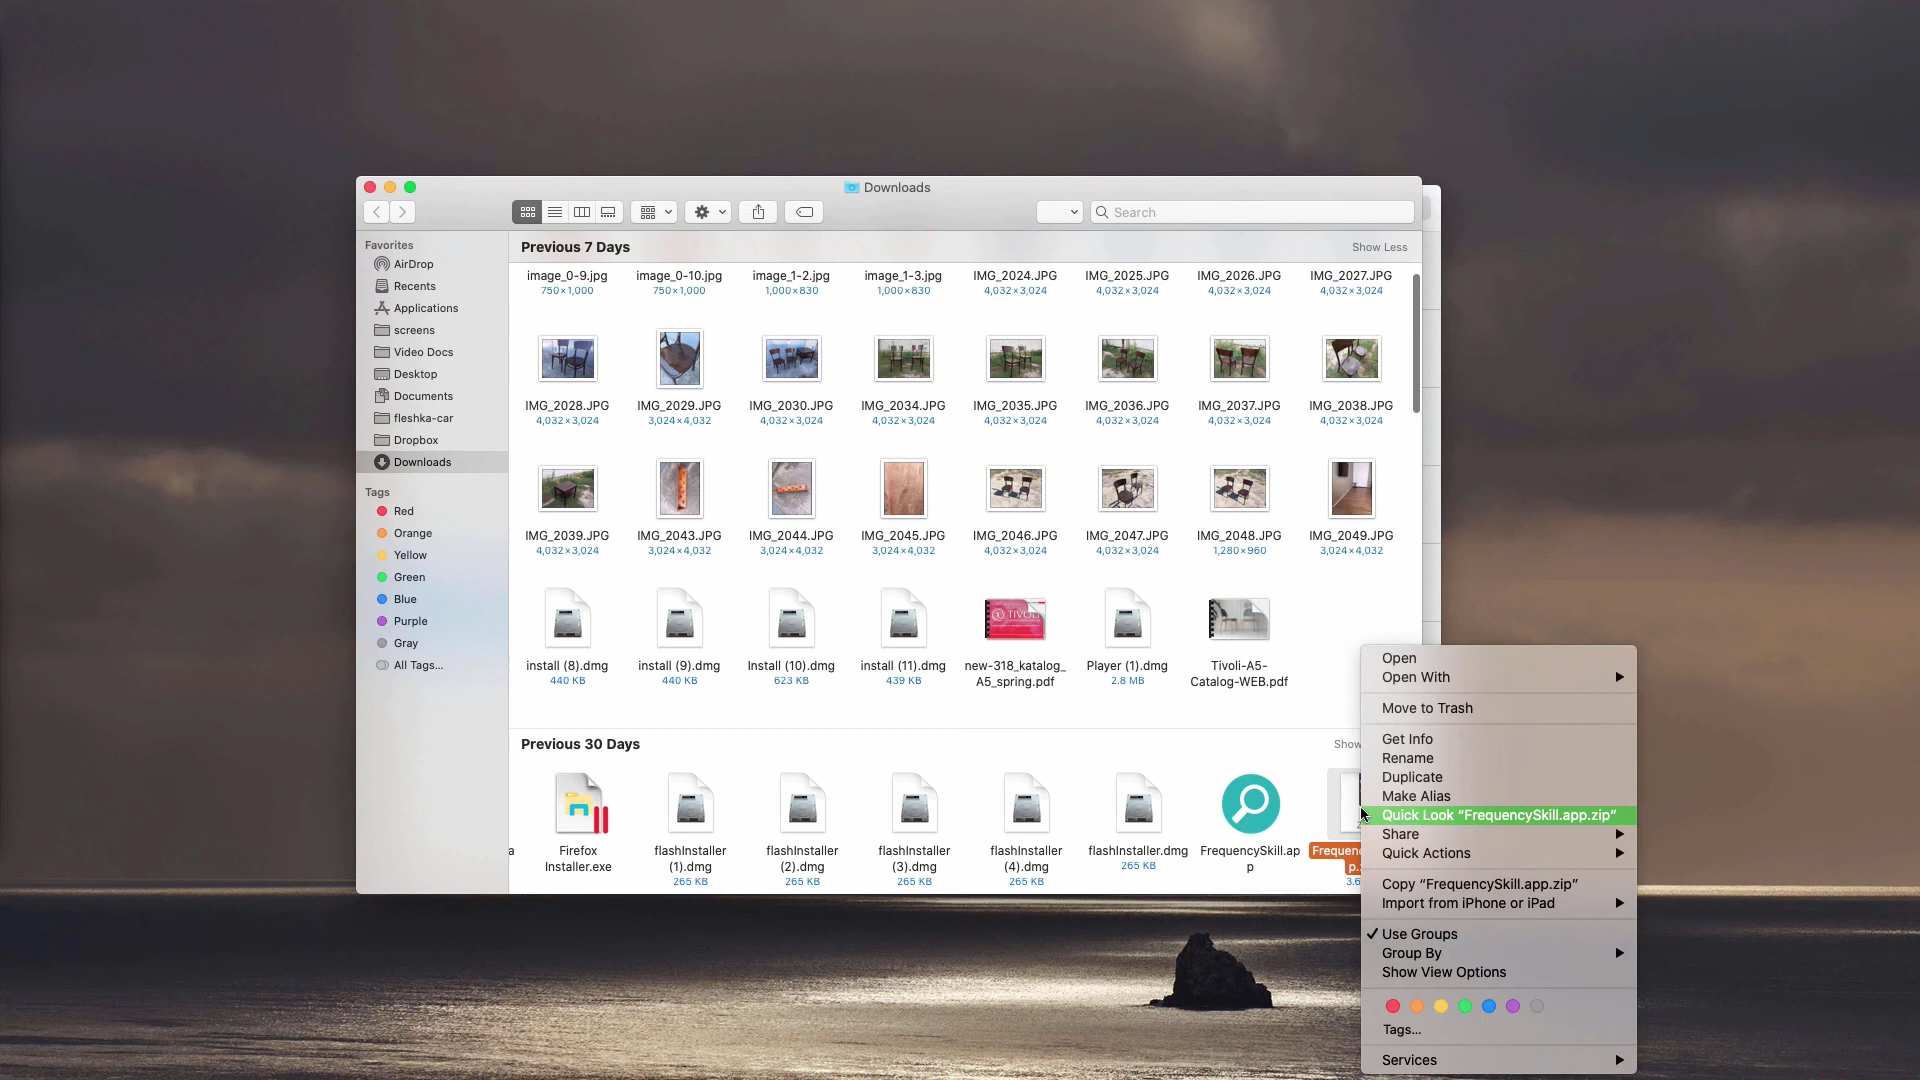 Downloads
Search
Favorites
AirDrop
Recents
Applications
screens
Video Docs
Desktop
Documents
fleshka-car
Dropbox
Downloads
Tags
Red
Orange
Yellow
Green
Blue
Purple
Gray
All Tags...
Previous 7 Days Show Less
image_0-9.jpg image_0-10.jpg image_1-2.jpg image_1-3.jpg IMG_2024.JPG IMG_2025.JPG IMG_2026.JPG IMG_2027.JPG
750×1,000 750×1,000 1,000×830 1,000×830 4,032×3,024 4,032×3,024 4,032×3,024 4,032×3,024
IMG_2028.JPG IMG_2029.JPG IMG_2030.JPG IMG_2034.JPG IMG_2035.JPG IMG_2036.JPG IMG_2037.JPG IMG_2038.JPG
4,032×3,024 3,024×4,032 4,032×3,024 4,032×3,024 4,032×3,024 4,032×3,024 4,032×3,024 4,032×3,024
IMG_2039.JPG IMG_2043.JPG IMG_2044.JPG IMG_2045.JPG IMG_2046.JPG IMG_2047.JPG IMG_2048.JPG IMG_2049.JPG
4,032×3,024 3,024×4,032 3,024×4,032 3,024×4,032 4,032×3,024 4,032×3,024 1,280×960 3,024×4,032
TIVOLI
install (8).dmg install (9).dmg Install (10).dmg install (11).dmg new-318_katalog_ Player (1).dmg Tivoli-A5-
440 KB 440 KB 623 KB 439 KB A5_spring.pdf 2.8 MB Catalog-WEB.pdf
Previous 30 Days Show
a Firefox flashInstaller flashInstaller flashInstaller flashInstaller flashInstaller.dmg FrequencySkill.ap Frequen
Installer.exe (1).dmg (2).dmg (3).dmg (4).dmg 265 KB p p.
265 KB 265 KB 265 KB 265 KB 3.6
Open
Open With
Move to Trash
Get Info
Rename
Duplicate
Make Alias
Quick Look “FrequencySkill.app.zip”
Share
Quick Actions
Copy “FrequencySkill.app.zip”
Import from iPhone or iPad
Use Groups
Group By
Show View Options
Tags...
Services